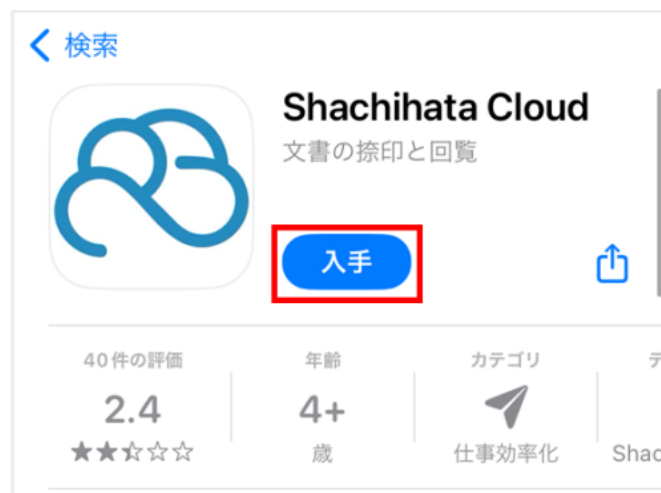 検索
Shachihata Cloud
文書の捺印と回覧
入手
40件の評価
2.4
年齢
4+
歳
カテゴリ
仕事効率化